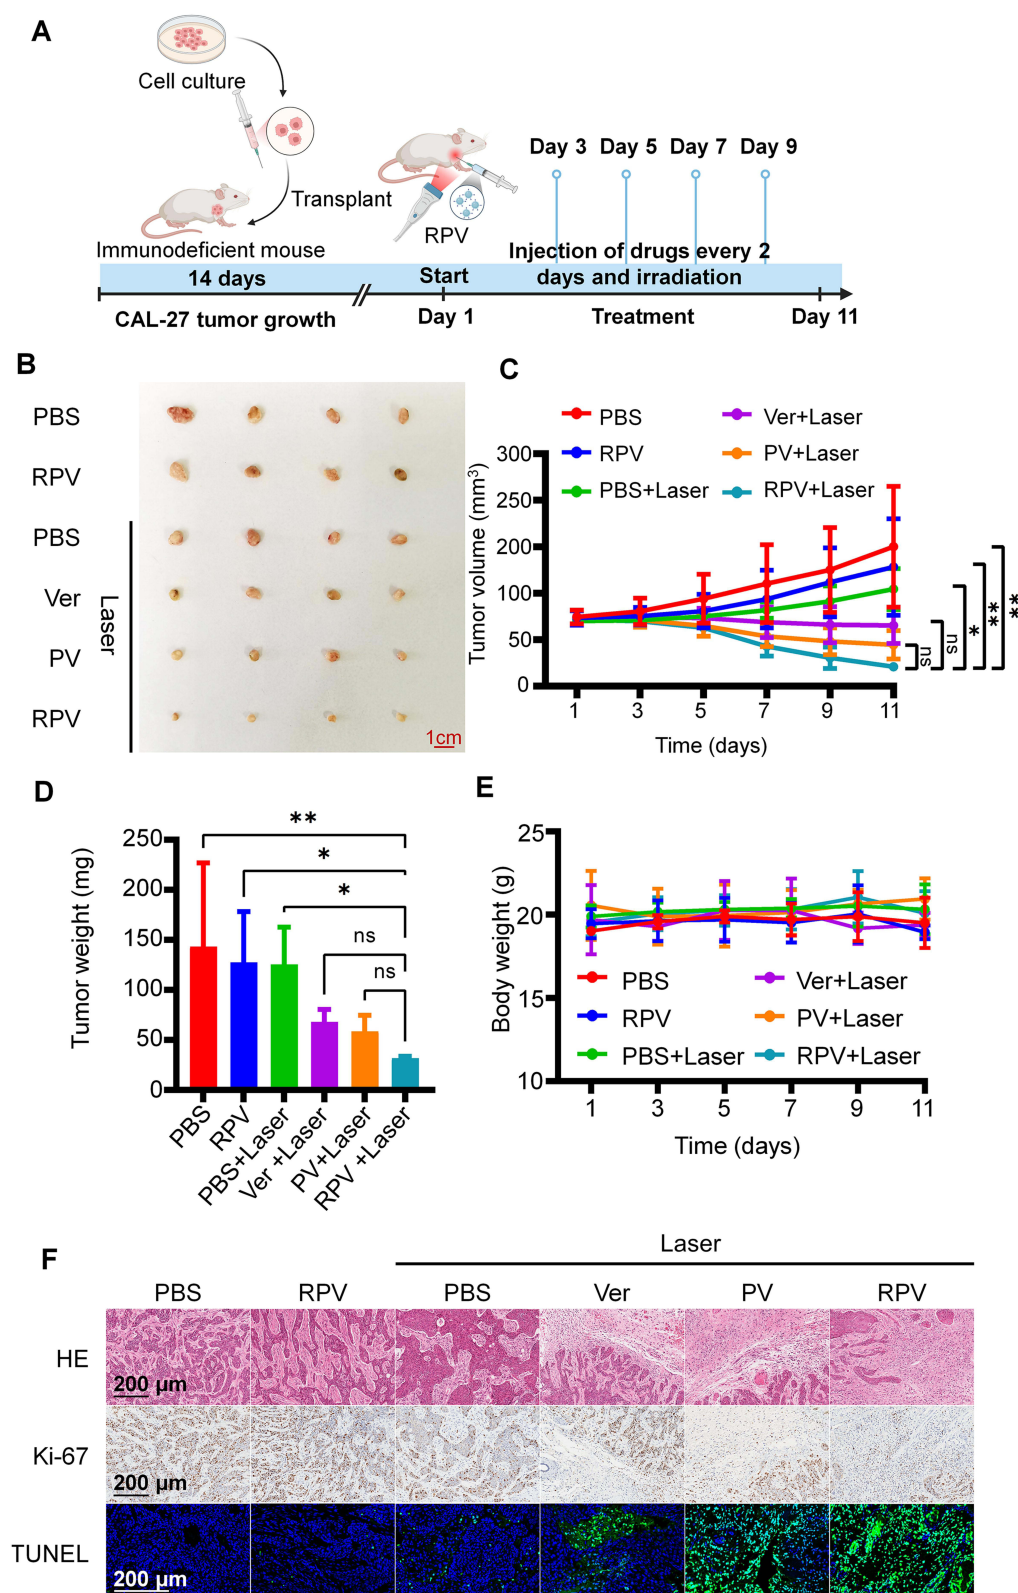 A
Cell culture
Transplant
Immunodeficient mouse
RPV
Day 3 Day 5 Day 7 Day 9
Injection of drugs every 2
days and irradiation
14 days
Start
CAL-27 tumor growth
Day 1
Treatment
Day 11
B
PBS
RPV
PBS
Ver
PV
RPV
Laser
1cm
C
PBS
RPV
PBS+Laser
Ver+Laser
PV+Laser
RPV+Laser
Tumor volume (mm3)
300
250
200
100
50
0
1 3 5 7 9 11
Time (days)
ns
ns
*
**
**
D
Tumor weight (mg)
250
200
150
100
50
0
**
*
*
ns
ns
PBS
RPV
PBS+Laser
Ver +Laser
PV+Laser
RPV +Laser
E
Body weight (g)
25
20
15
10
PBS
RPV
PBS+Laser
Ver+Laser
PV+Laser
RPV+Laser
1 3 5 7 9 11
Time (days)
F
Laser
PBS RPV PBS Ver PV RPV
HE
200 µm
Ki-67
200 µm
TUNEL
200 µm